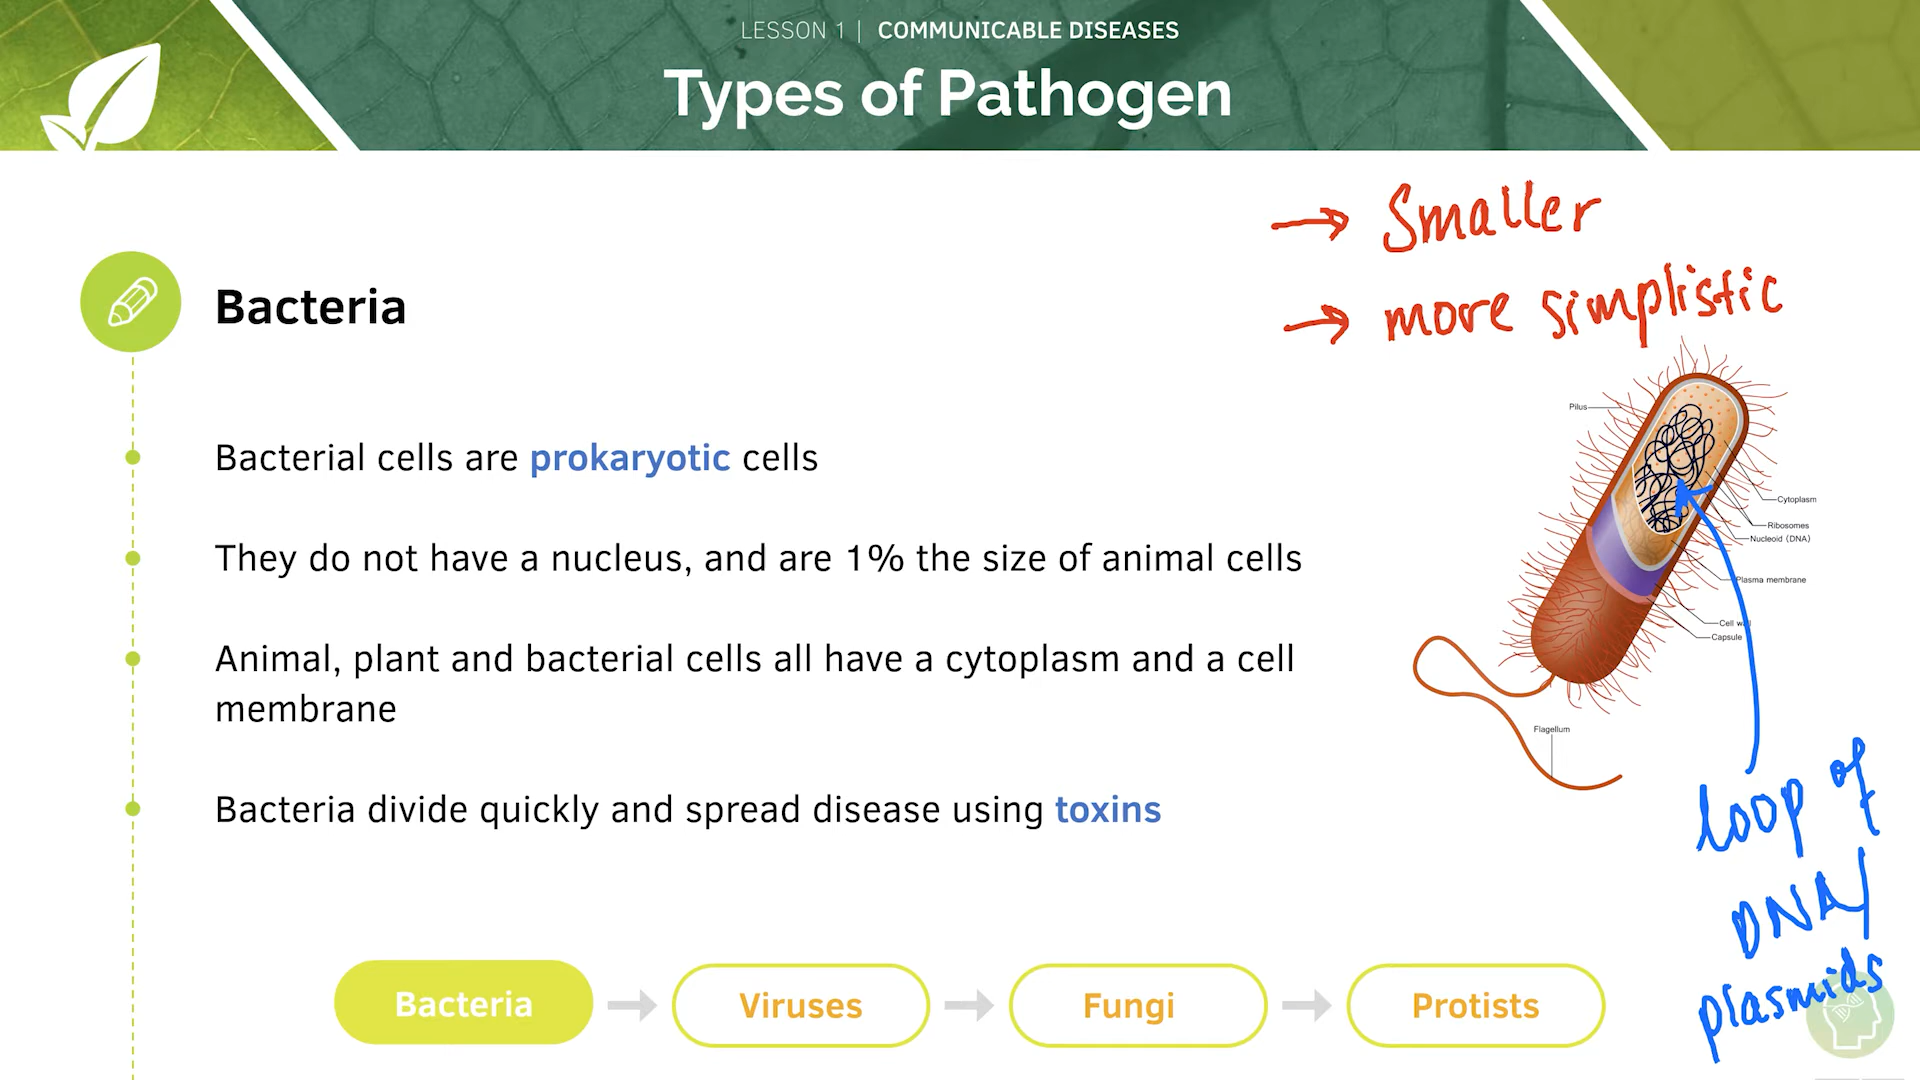 LESSON 1 | COMMUNICABLE DISEASES
Types of Pathogen
→ Smaller
→ more simplistic
Bacteria
Bacterial cells are prokaryotic cells
They do not have a nucleus, and are 1% the size of animal cells
Animal, plant and bacterial cells all have a cytoplasm and a cell
membrane
Bacteria divide quickly and spread disease using toxins
Pilus
Cytoplasm
Ribosomes
Nucleoid (DNA)
Plasma membrane
Cell wall
Capsule
Flagellum
loop of
DNA/
plasmids
Bacteria
Viruses
Fungi
Protists